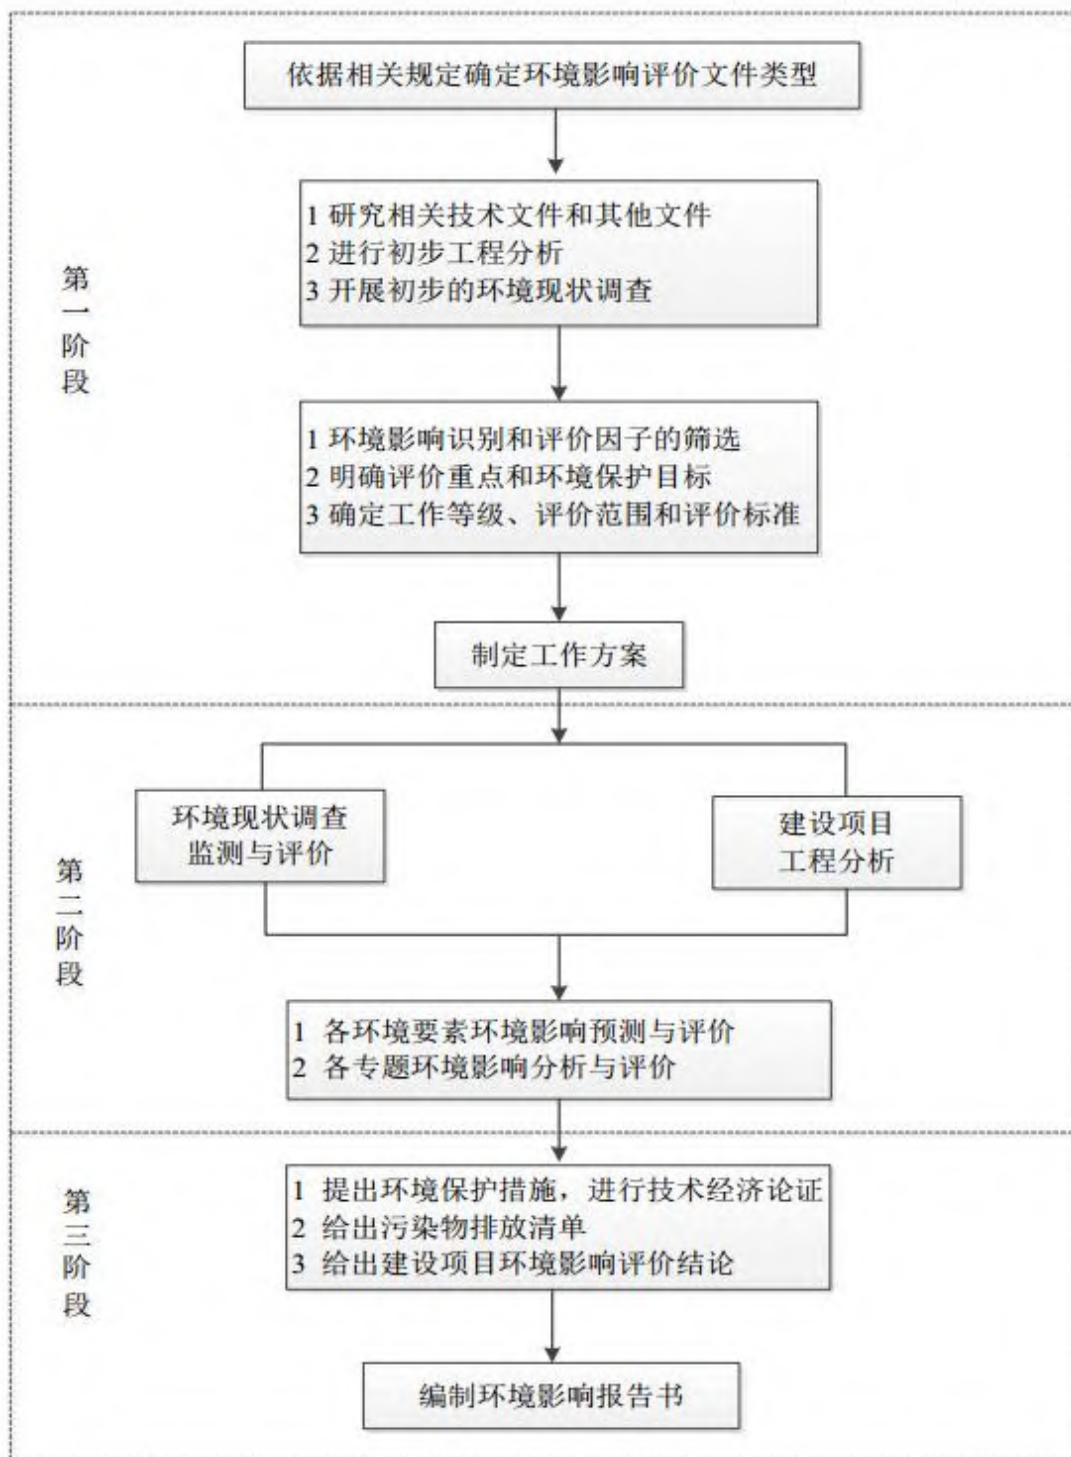 依据相关规定确定环境影响评价文件类型
1 研究相关技术文件和其他文件
2 进行初步工程分析
3 开展初步的环境现状调查
第一阶段
1 环境影响识别和评价因子的筛选
2 明确评价重点和环境保护目标
3 确定工作等级、评价范围和评价标准
制定工作方案
环境现状调查
监测与评价
建设项目
工程分析
第二阶段
1 各环境要素环境影响预测与评价
2 各专题环境影响分析与评价
第三阶段
1 提出环境保护措施，进行技术经济论证
2 给出污染物排放清单
3 给出建设项目环境影响评价结论
编制环境影响报告书